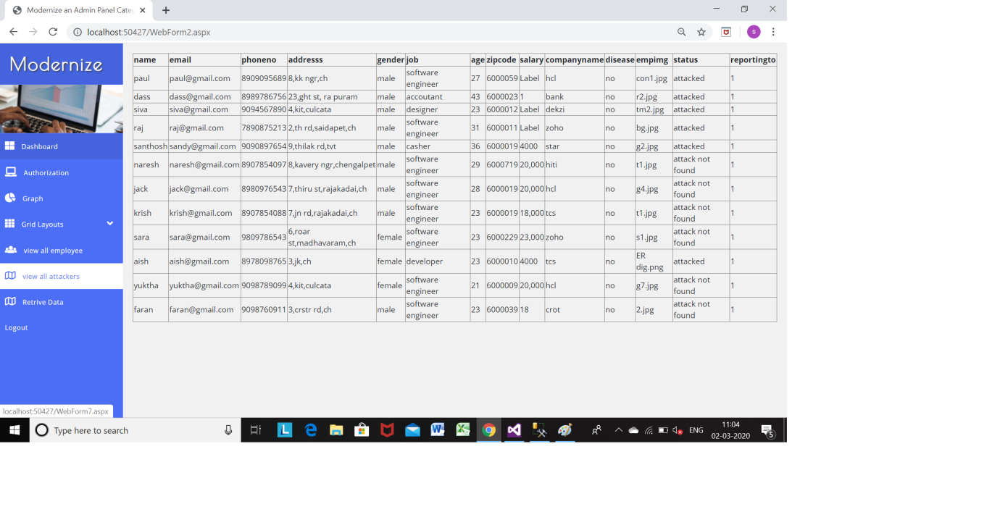 Modernize an Admin Panel Cate
localhost:50427/WebForm2.aspx
S
Modernize
Dashboard
Authorization
Graph
Grid Layouts
view all employee
view all attackers
Retrive Data
Logout
name email phoneno addresss gender job age zipcode salary companyname disease empimg status reportingto
paul paul@gmail.com 8909095689 8,kk ngr,ch male software engineer 27 6000059 Label hcl no con1.jpg attacked 1
dass dass@gmail.com 8989786756 23,ght st, ra puram male accoutant 43 6000023 1 bank no r2.jpg attacked 1
siva siva@gmail.com 9094567890 4,kit,culcata male designer 23 6000012 Label dekzi no tm2.jpg attacked 1
raj raj@gmail.com 7890875213 2,th rd,saidapet,ch male software engineer 31 6000011 Label zoho no bg.jpg attacked 1
santhosh sandy@gmail.com 9090897654 9,thilak rd,tvt male casher 36 6000019 4000 star no g2.jpg attacked 1
naresh naresh@gmail.com 8907854097 8,kavery ngr,chengalpet male software engineer 29 6000719 20,000 hiti no t1.jpg attack not found 1
jack jack@gmail.com 8980976543 7,thiru st,rajakadai,ch male software engineer 28 6000019 20,000 hcl no g4.jpg attack not found 1
krish krish@gmail.com 8907854088 7,jn rd,rajakadai,ch male software engineer 23 6000019 18,000 tcs no t1.jpg attack not found 1
sara sara@gmail.com 9809786543 6,roar st,madhavaram,ch female software engineer 23 6000229 23,000 zoho no s1.jpg attack not found 1
aish aish@gmail.com 8978098765 3,jk,ch female developer 23 6000010 4000 tcs no ER dig.png attacked 1
yuktha yuktha@gmail.com 9098789099 4,kit,culcata female software engineer 21 6000009 20,000 hcl no g7.jpg attack not found 1
faran faran@gmail.com 9098760911 3,crstr rd,ch male software engineer 23 6000039 18 crot no 2.jpg attack not found 1
localhost:50427/WebForm7.aspx
Type here to search
L
ENG
11:04
02-03-2020
5